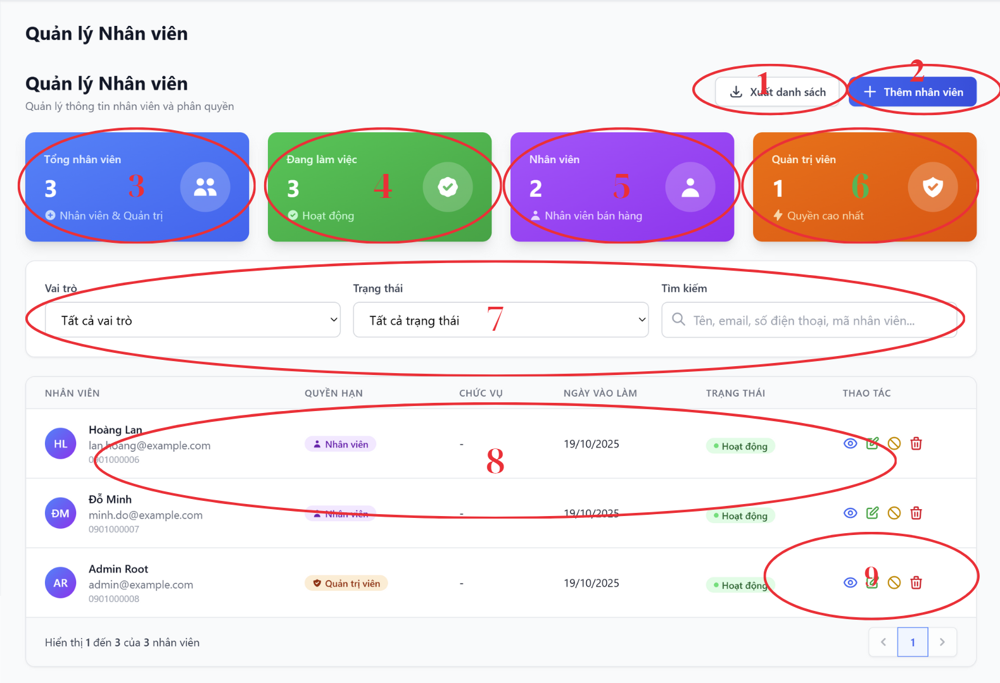 Quản lý Nhân viên
Quản lý Nhân viên
Quản lý thông tin nhân viên và phân quyền
1
Xuất danh sách
2
Thêm nhân viên
Tổng nhân viên
3
3
Nhân viên & Quản trị
Đang làm việc
3
4
Hoạt động
Nhân viên
2
5
Nhân viên bán hàng
Quản trị viên
1
6
Quyền cao nhất
Vai trò
Tất cả vai trò
Trạng thái
Tất cả trạng thái
7
Tìm kiếm
Tên, email, số điện thoại, mã nhân viên...
NHÂN VIÊN QUYỀN HẠN CHỨC VỤ NGÀY VÀO LÀM TRẠNG THÁI THAO TÁC
HL
Hoàng Lan
lan.hoang@example.com
0901000006
Nhân viên
-
8
19/10/2025
Hoạt động
ĐM
Đỗ Minh
minh.do@example.com
0901000007
Nhân viên
-
19/10/2025
Hoạt động
AR
Admin Root
admin@example.com
0901000008
Quản trị viên
-
19/10/2025
Hoạt động
9
Hiển thị 1 đến 3 của 3 nhân viên
1